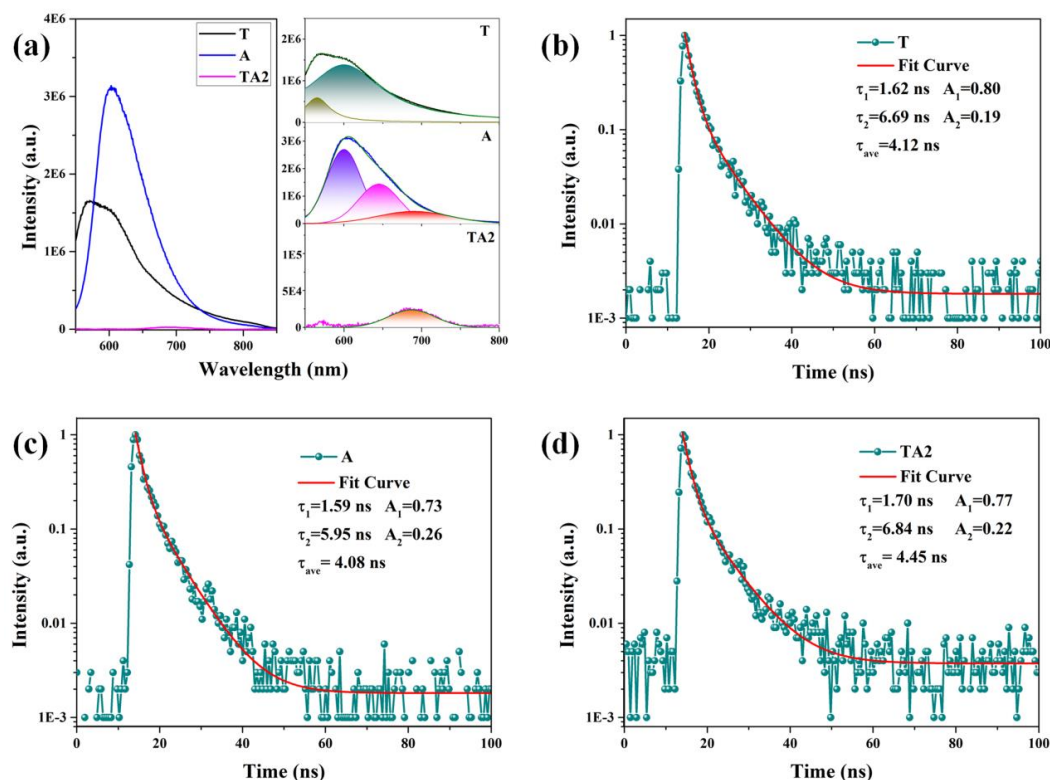 (a)
4E6
3E6
2E6
1E6
0
600
700
800
Intensity (a.u.)
Wavelength (nm)
T
A
TA2
T
2E6
1E6
0
A
3E6
2E6
1E6
0
TA2
5E4
0
600
700
800
(b)
T
Fit Curve
τ1=1.62 ns A1=0.80
τ2=6.69 ns A2=0.19
τave=4.12 ns
1
0.1
0.01
1E-3
0 20 40 60 80 100
Intensity (a.u.)
Time (ns)
(c)
A
Fit Curve
τ1=1.59 ns A1=0.73
τ2=5.95 ns A2=0.26
τave= 4.08 ns
1
0.1
0.01
1E-3
0 20 40 60 80 100
Intensity (a.u.)
Time (ns)
(d)
TA2
Fit Curve
τ1=1.70 ns A1=0.77
τ2=6.84 ns A2=0.22
τave= 4.45 ns
1
0.1
0.01
1E-3
0 20 40 60 80 100
Intensity (a.u.)
Time (ns)